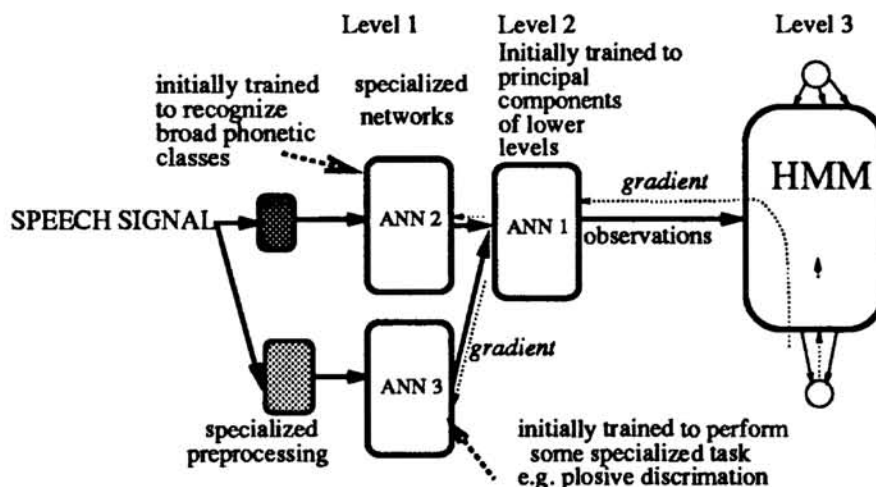 Level 1
Level 2
Level 3
initially trained
to recognize
broad phonetic
classes
specialized
networks
Initially trained to
principal
components
of lower
levels
SPEECH SIGNAL
ANN 2
ANN 1
gradient
observations
HMM
gradient
ANN 3
specialized
preprocessing
initially trained to perform
some specialized task
e.g. plosive discrimation